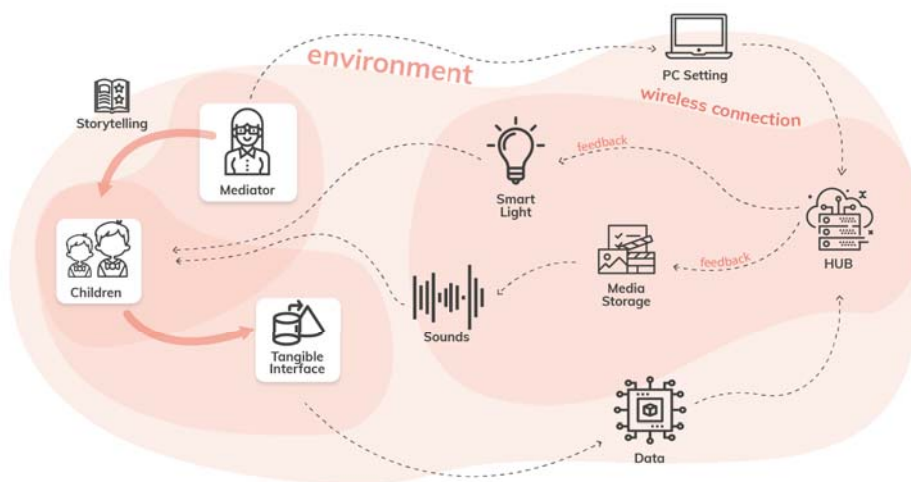 environment
PC Setting
wireless connection
Storytelling
Mediator
feedback
Smart
Light
HUB
feedback
Children
Media
Storage
Sounds
Tangible
Interface
Data